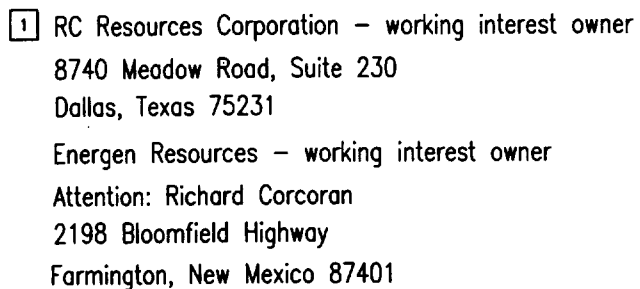 1 RC Resources Corporation – working interest owner
8740 Meadow Road, Suite 230
Dallas, Texas 75231
Energen Resources – working interest owner
Attention: Richard Corcoran
2198 Bloomfield Highway
Farmington, New Mexico 87401